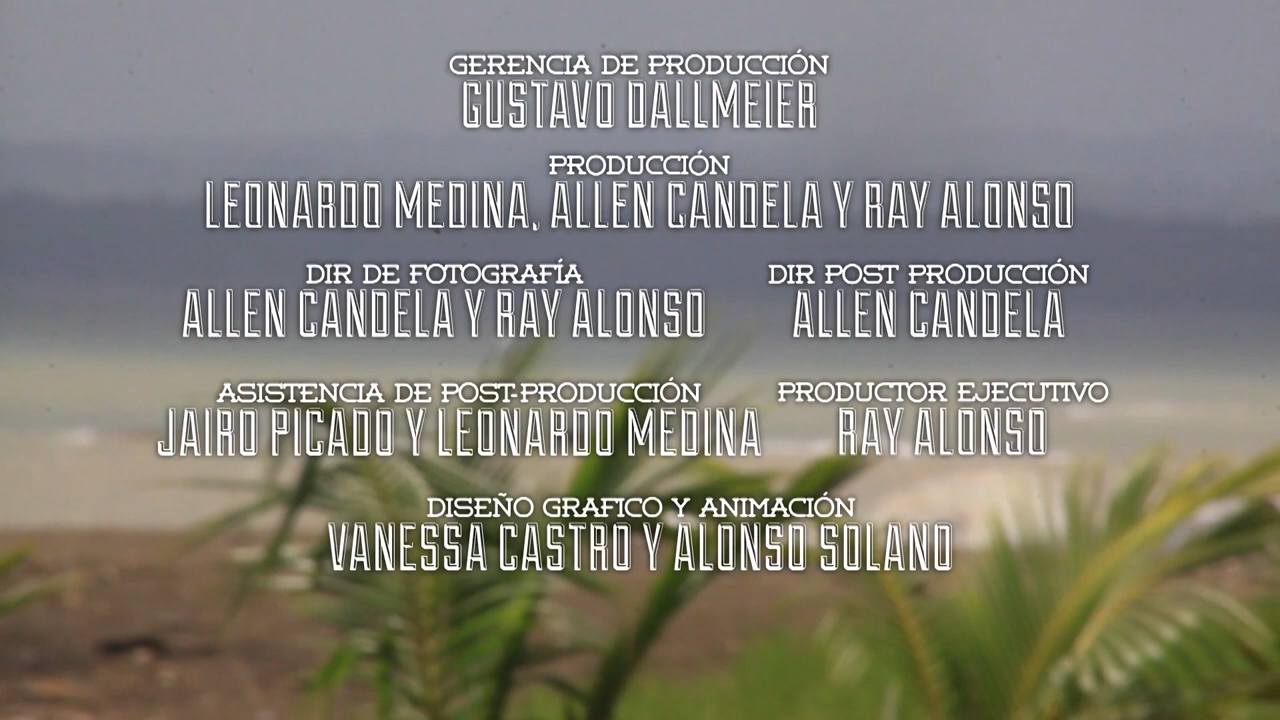 GERENCIA DE PRODUCCIÓN
GUSTAVO DALLMEIER
PRODUCCIÓN
LEONARDO MEDINA, ALLEN CANDELA Y RAY ALONSO
DIR DE FOTOGRAFÍA
ALLEN CANDELA Y RAY ALONSO
DIR POST PRODUCCIÓN
ALLEN CANDELA
ASISTENCIA DE POST-PRODUCCIÓN
JAIRO PICADO Y LEONARDO MEDINA
PRODUCTOR EJECUTIVO
RAY ALONSO
DISEÑO GRAFICO Y ANIMACIÓN
VANESSA CASTRO Y ALONSO SOLANO